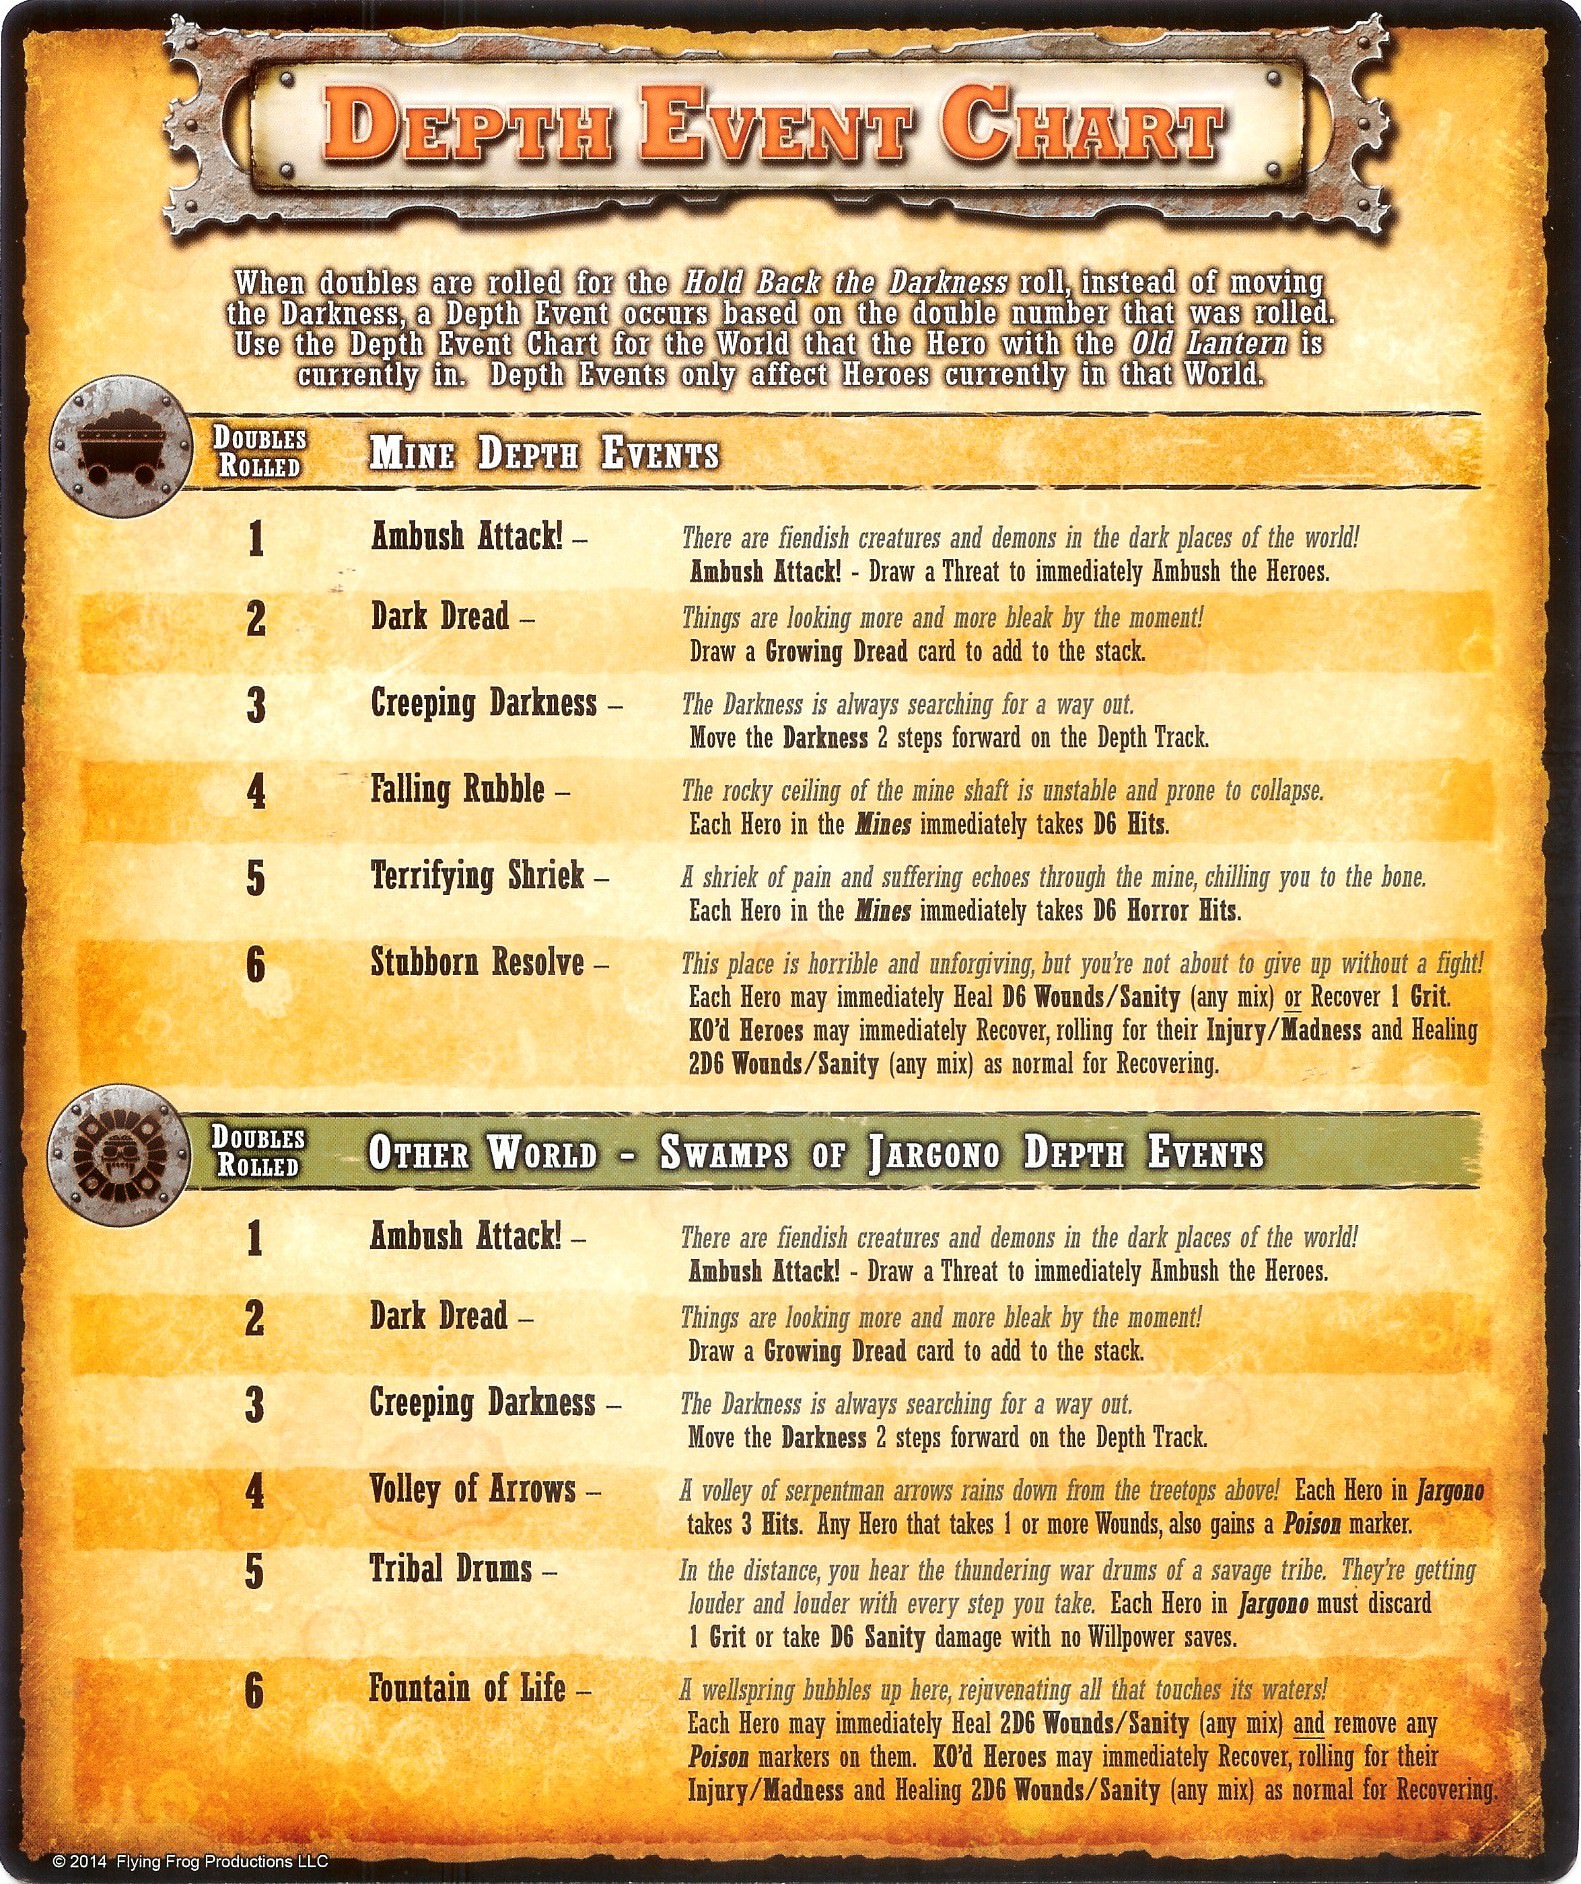 DEPTH EVENT CHART
When doubles are rolled for the Hold Back the Darkness roll, instead of moving
the Darkness, a Depth Event occurs based on the double number that was rolled.
Use the Depth Event Chart for the World that the Hero with the Old Lantern is
currently in. Depth Events only affect Heroes currently in that World.
DOUBLES
ROLLED
MINE DEPTH EVENTS
1 Ambush Attack! – There are fiendish creatures and demons in the dark places of the world!
Ambush Attack! - Draw a Threat to immediately Ambush the Heroes.
2 Dark Dread – Things are looking more and more bleak by the moment!
Draw a Growing Dread card to add to the stack.
3 Creeping Darkness – The Darkness is always searching for a way out.
Move the Darkness 2 steps forward on the Depth Track.
4 Falling Rubble – The rocky ceiling of the mine shaft is unstable and prone to collapse.
Each Hero in the Mines immediately takes D6 Hits.
5 Terrifying Shriek – A shriek of pain and suffering echoes through the mine, chilling you to the bone.
Each Hero in the Mines immediately takes D6 Horror Hits.
6 Stubborn Resolve – This place is horrible and unforgiving, but you're not about to give up without a fight!
Each Hero may immediately Heal D6 Wounds/Sanity (any mix) or Recover 1 Grit.
KO'd Heroes may immediately Recover, rolling for their Injury/Madness and Healing
2D6 Wounds/Sanity (any mix) as normal for Recovering.
DOUBLES
ROLLED
OTHER WORLD - SWAMPS OF JARGONO DEPTH EVENTS
1 Ambush Attack! – There are fiendish creatures and demons in the dark places of the world!
Ambush Attack! - Draw a Threat to immediately Ambush the Heroes.
2 Dark Dread – Things are looking more and more bleak by the moment!
Draw a Growing Dread card to add to the stack.
3 Creeping Darkness – The Darkness is always searching for a way out.
Move the Darkness 2 steps forward on the Depth Track.
4 Volley of Arrows – A volley of serpentman arrows rains down from the treetops above! Each Hero in Jargono
takes 3 Hits. Any Hero that takes 1 or more Wounds, also gains a Poison marker.
5 Tribal Drums – In the distance, you hear the thundering war drums of a savage tribe. They're getting
louder and louder with every step you take. Each Hero in Jargono must discard
1 Grit or take D6 Sanity damage with no Willpower saves.
6 Fountain of Life – A wellspring bubbles up here, rejuvenating all that touches its waters!
Each Hero may immediately Heal 2D6 Wounds/Sanity (any mix) and remove any
Poison markers on them. KO'd Heroes may immediately Recover, rolling for their
Injury/Madness and Healing 2D6 Wounds/Sanity (any mix) as normal for Recovering.
© 2014 Flying Frog Productions LLC